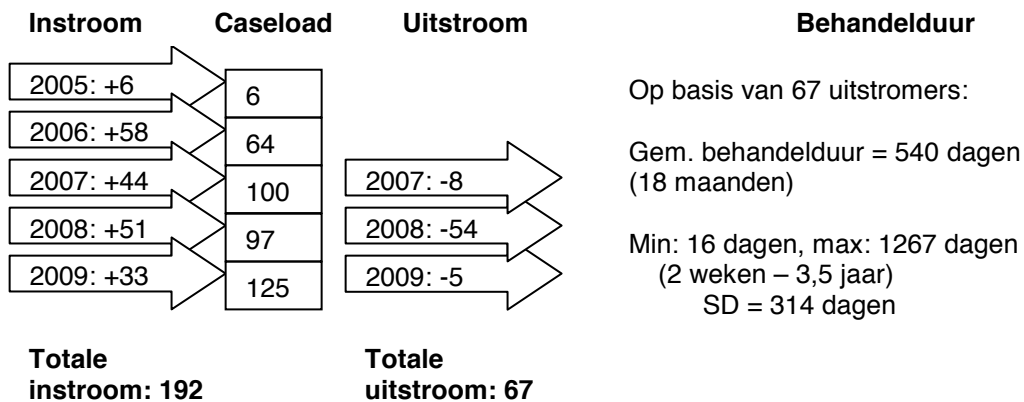 Instroom Caseload Uitstroom Behandelduur
2005: +6
6
2006: +58
64
2007: +44
100
2007: -8
2008: +51
97
2008: -54
2009: +33
125
2009: -5
Totale
instroom: 192
Totale
uitstroom: 67
Op basis van 67 uitstromers:
Gem. behandelduur = 540 dagen
(18 maanden)
Min: 16 dagen, max: 1267 dagen
(2 weken – 3,5 jaar)
SD = 314 dagen